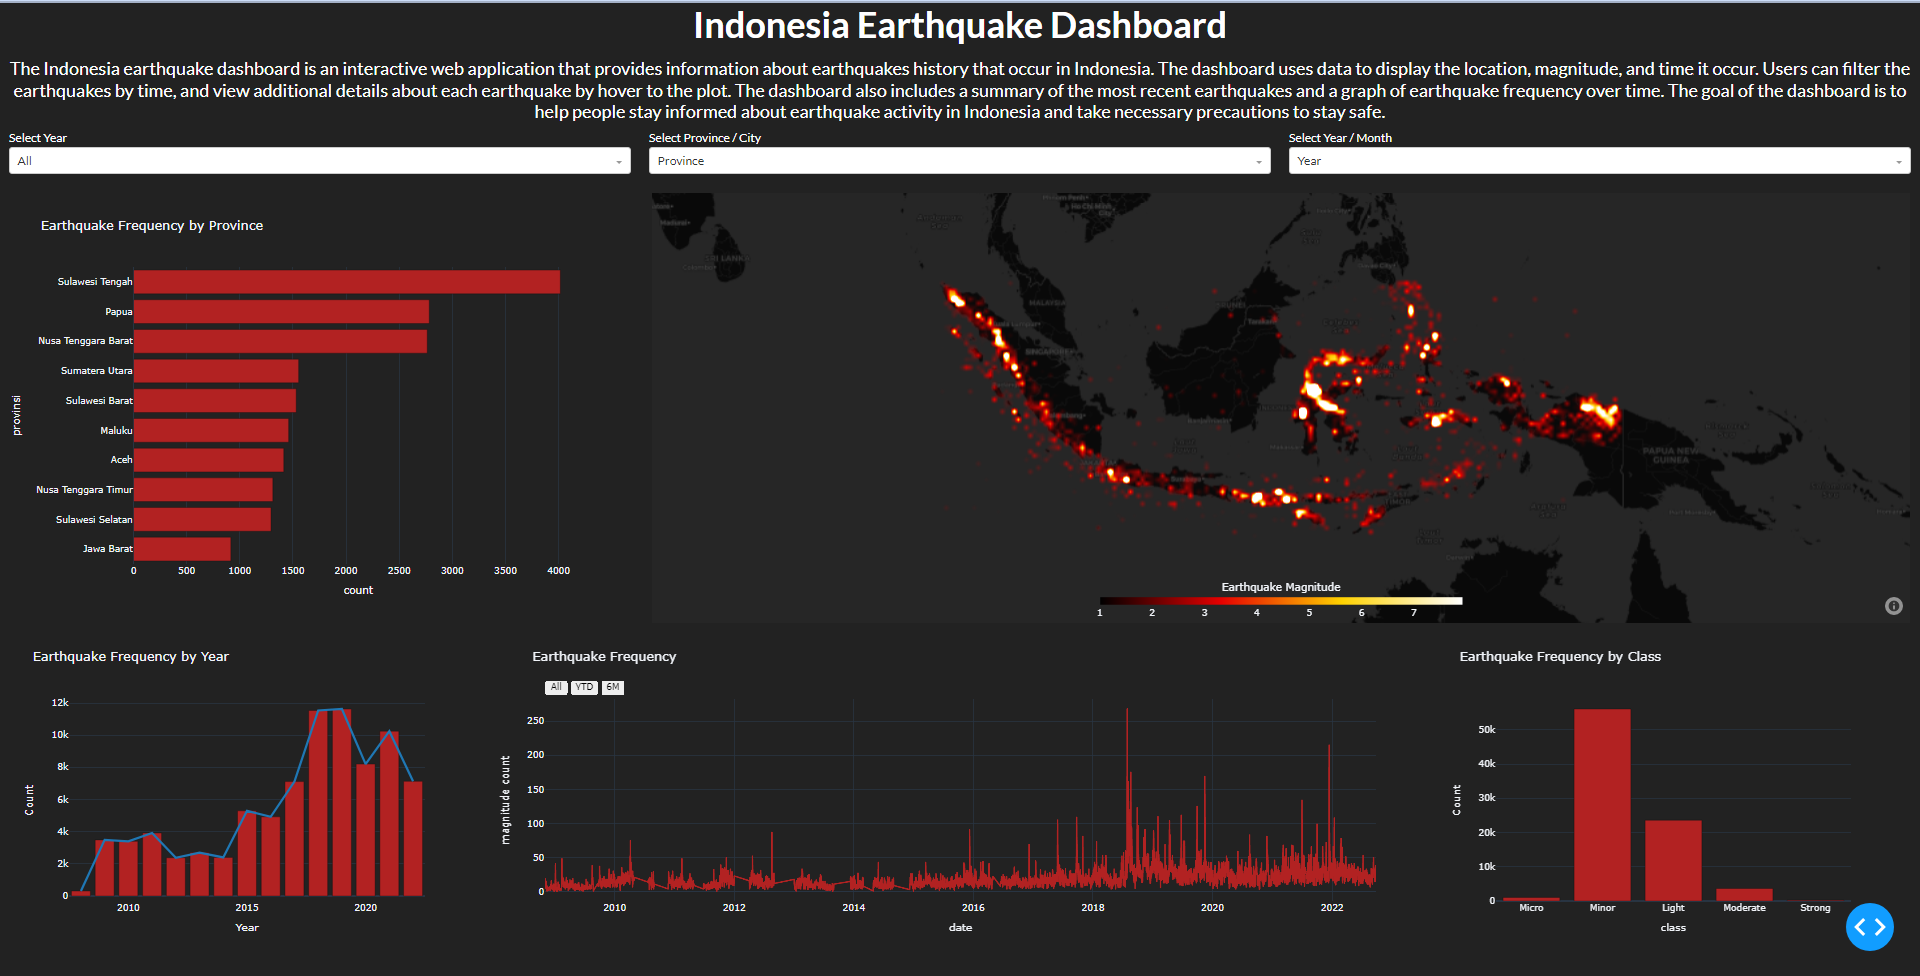 Indonesia Earthquake Dashboard
The Indonesia earthquake dashboard is an interactive web application that provides information about earthquakes history that occur in Indonesia. The dashboard uses data to display the location, magnitude, and time it occur. Users can filter the
earthquakes by time, and view additional details about each earthquake by hover to the plot. The dashboard also includes a summary of the most recent earthquakes and a graph of earthquake frequency over time. The goal of the dashboard is to
help people stay informed about earthquake activity in Indonesia and take necessary precautions to stay safe.
Select Year
All
Select Province / City
Province
Select Year / Month
Year
Earthquake Frequency by Province
provinsi
Sulawesi Tengah
Papua
Nusa Tenggara Barat
Sumatera Utara
Sulawesi Barat
Maluku
Aceh
Nusa Tenggara Timur
Sulawesi Selatan
Jawa Barat
0 500 1000 1500 2000 2500 3000 3500 4000
count
MALAYSIA
SINGAPORE
PAPUA NEW
GUINEA
Earthquake Magnitude
1 2 3 4 5 6 7
Earthquake Frequency by Year
Count
12k
10k
8k
6k
4k
2k
0
2010 2015 2020
Year
Earthquake Frequency
All YTD 6M
magnitude count
250
200
150
100
50
0
2010 2012 2014 2016 2018 2020 2022
date
Earthquake Frequency by Class
Count
50k
40k
30k
20k
10k
0
Micro Minor Light Moderate Strong
class